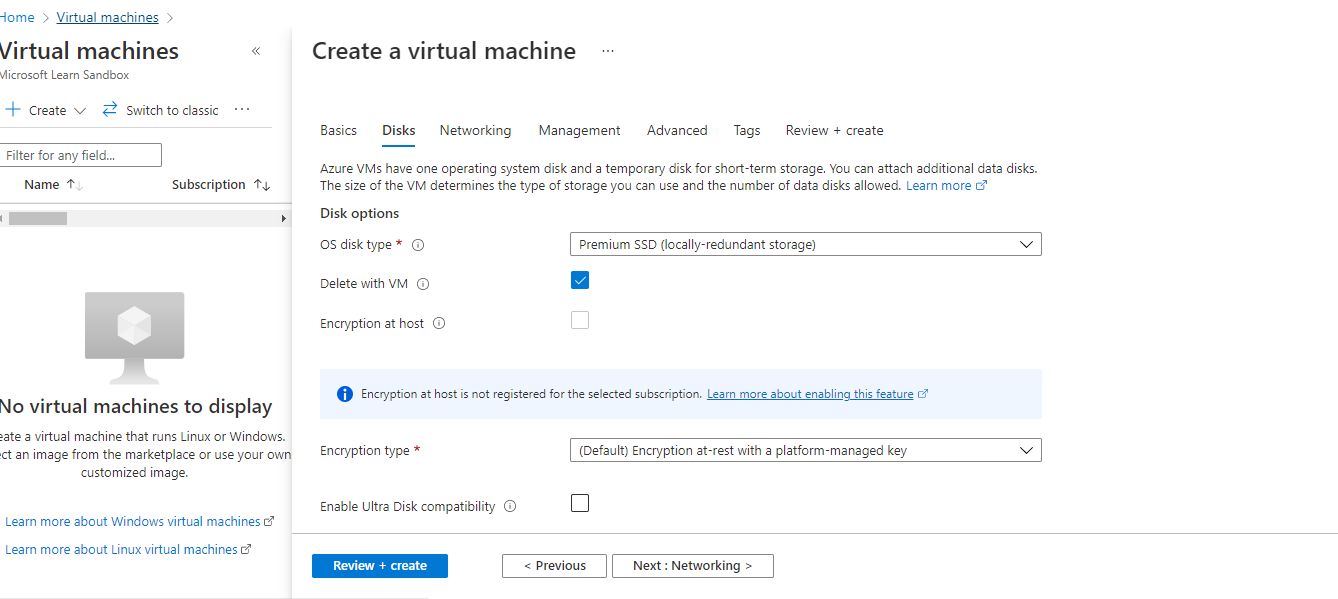 Home > Virtual machines >
Virtual machines
«
Microsoft Learn Sandbox
+ Create
Switch to classic
...
Filter for any field...
Name ↑↓
Subscription ↑↓
No virtual machines to display
eate a virtual machine that runs Linux or Windows.
ect an image from the marketplace or use your own
customized image.
Learn more about Windows virtual machines
Learn more about Linux virtual machines
Create a virtual machine
...
Basics Disks Networking Management Advanced Tags Review + create
Azure VMs have one operating system disk and a temporary disk for short-term storage. You can attach additional data disks.
The size of the VM determines the type of storage you can use and the number of data disks allowed. Learn more
Disk options
OS disk type *
Premium SSD (locally-redundant storage)
Delete with VM
Encryption at host
Encryption at host is not registered for the selected subscription. Learn more about enabling this feature
Encryption type *
(Default) Encryption at-rest with a platform-managed key
Enable Ultra Disk compatibility
Review + create
< Previous
Next : Networking >